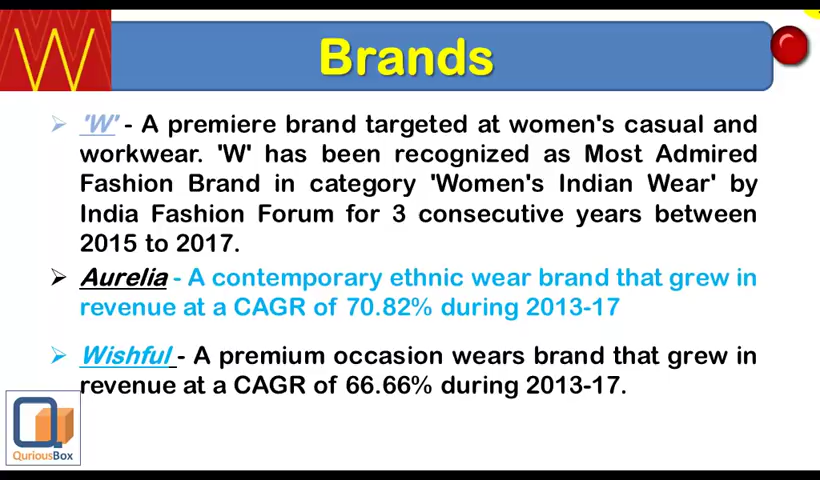 W
Brands
'W' - A premiere brand targeted at women's casual and
workwear. 'W' has been recognized as Most Admired
Fashion Brand in category 'Women's Indian Wear' by
India Fashion Forum for 3 consecutive years between
2015 to 2017.
Aurelia - A contemporary ethnic wear brand that grew in
revenue at a CAGR of 70.82% during 2013-17
Wishful - A premium occasion wears brand that grew in
revenue at a CAGR of 66.66% during 2013-17.
QuriousBox